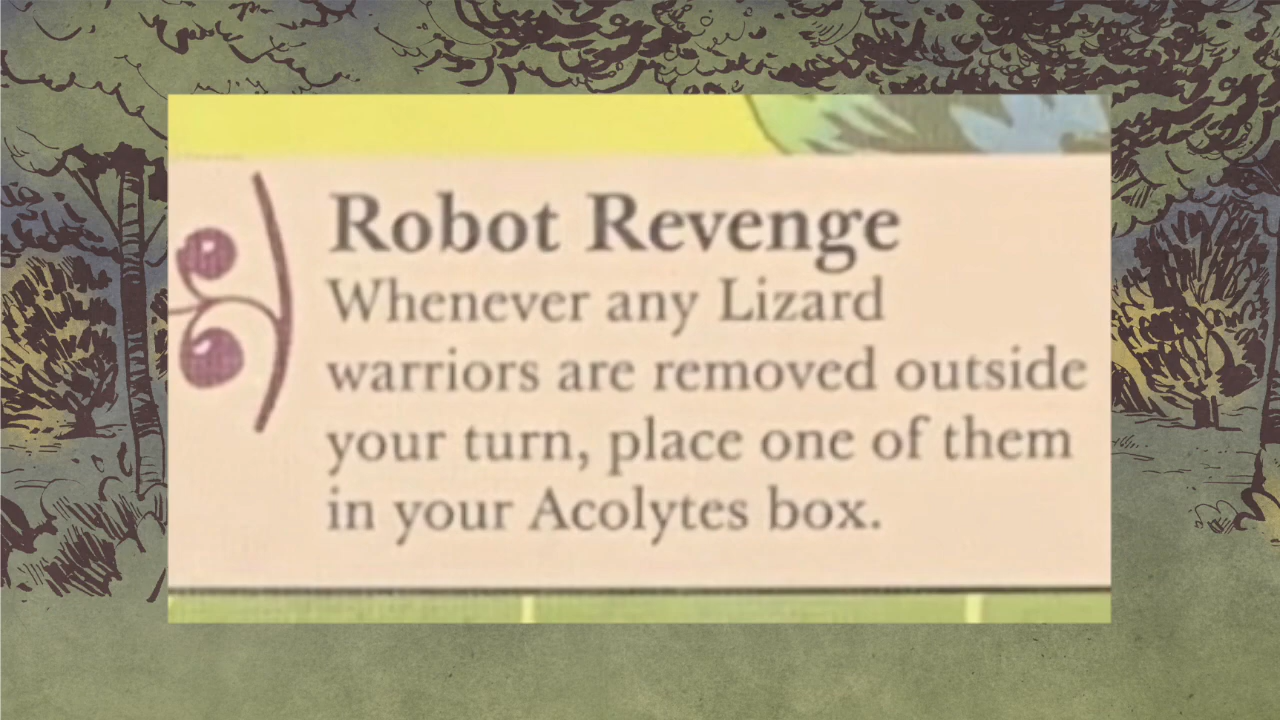 Robot Revenge
Whenever any Lizard
warriors are removed outside
your turn, place one of them
in your Acolytes box.